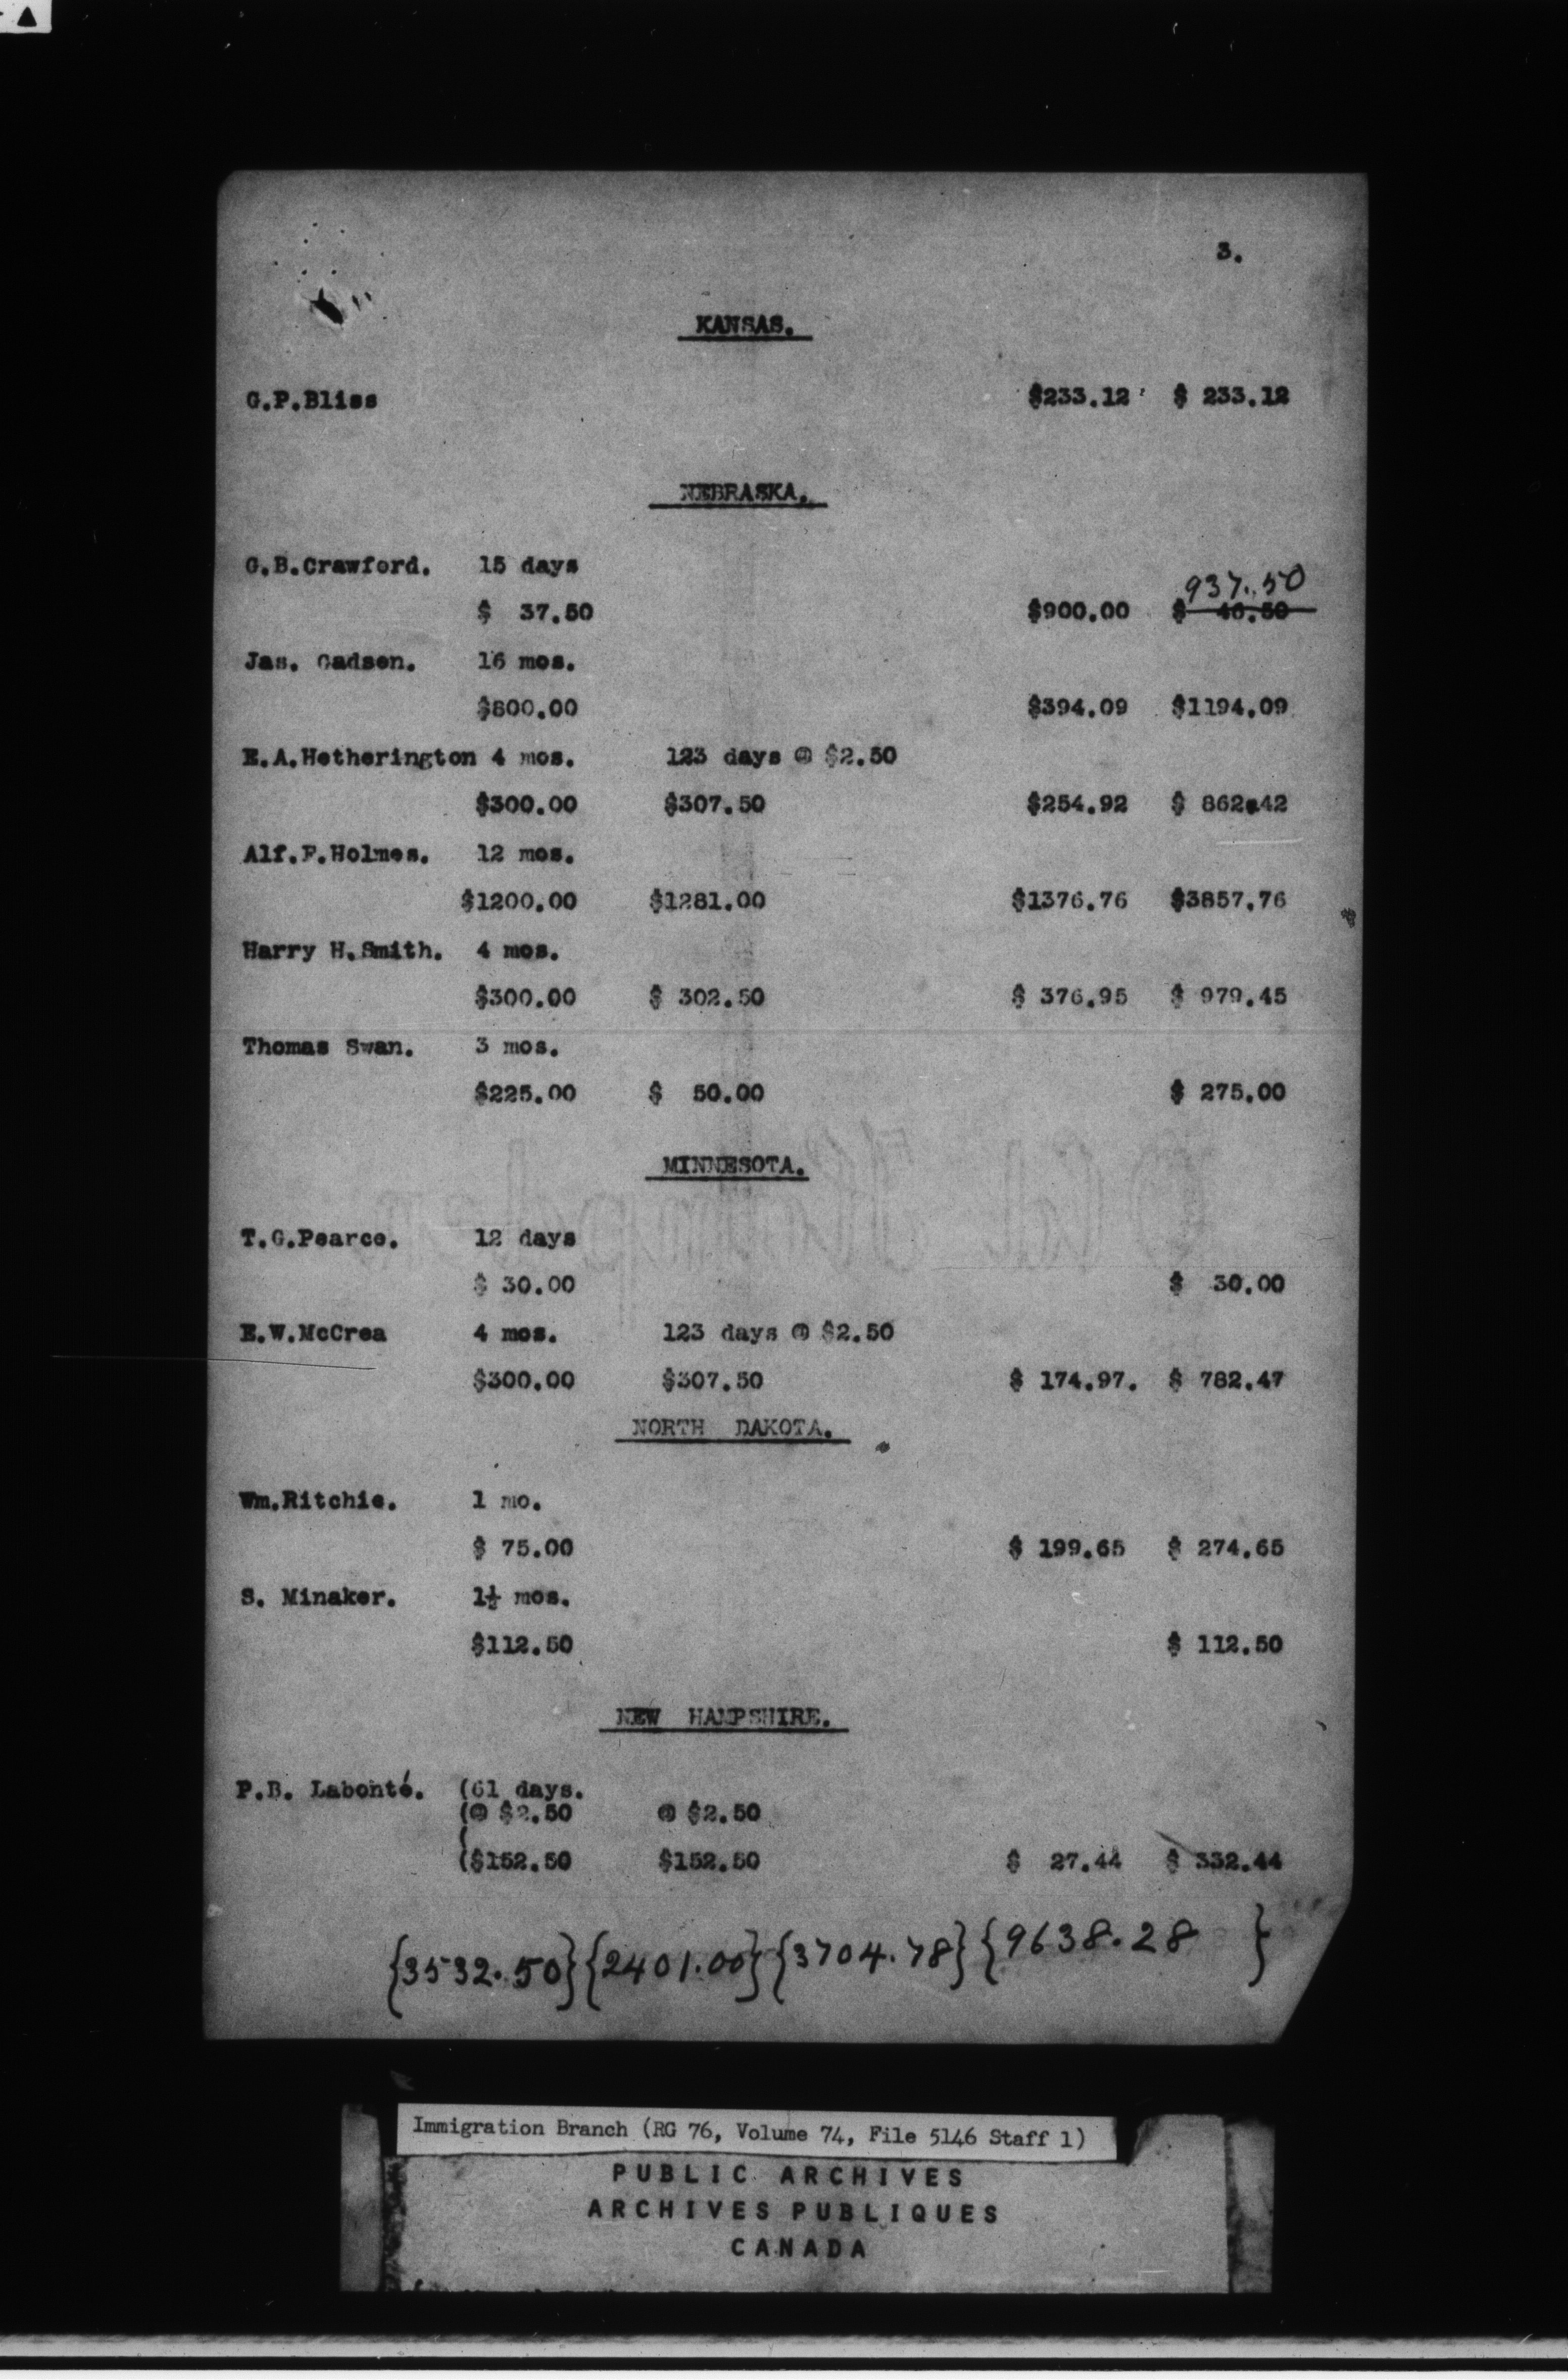 3.
KANSAS.
G.P.Bliss $233.12 $ 233.12
NEBRASKA.
G.B.Crawford. 15 days
937.50
$ 37.50 $900.00 $ 46.50
Jas. Cadsen. 16 mos.
$800.00 $394.09 $1194.09
E.A.Hetherington 4 mos. 123 days @ $2.50
$300.00 $307.50 $254.92 $ 862.42
Alf.F.Holmes. 12 mos.
$1200.00 $1281.00 $1376.76 $3857.76
Harry H.Smith. 4 mos.
$300.00 $ 302.50 $ 376.95 $ 979.45
Thomas Swan. 3 mos.
$225.00 $ 50.00 $ 275.00
MINNESOTA.
T.G.Pearce. 12 days
$ 30.00 $ 30.00
E.W.McCrea 4 mos. 123 days @ $2.50
$300.00 $307.50 $ 174.97. $ 782.47
NORTH DAKOTA.
Wm.Ritchie. 1 mo.
$ 75.00 $ 199.65 $ 274.65
S. Minaker. 1½ mos.
$112.50 $ 112.50
NEW HAMPSHIRE.
P.B. Labonté. (61 days.
(@ $2.50 @ $2.50
($152.50 $152.50 $ 27.44 $ 332.44
{3532.50} {2401.00} {3704.78} {9638.28 }
Immigration Branch (RG 76, Volume 74, File 5146 Staff 1)
PUBLIC ARCHIVES
ARCHIVES PUBLIQUES
CANADA